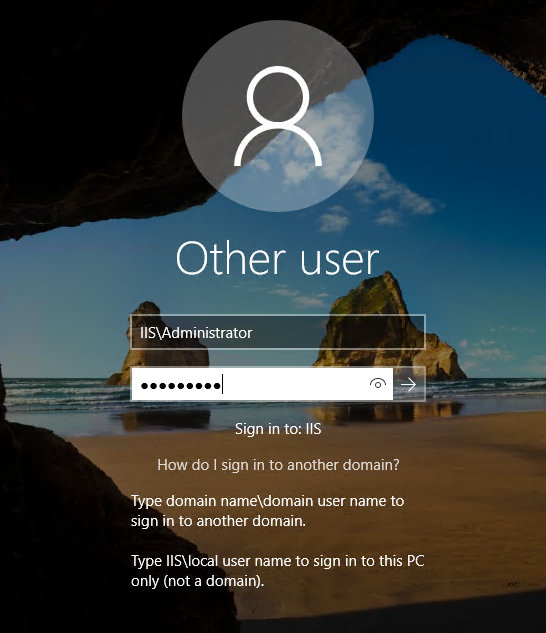 Other user
IIS\Administrator
●●●●●●●●●
Sign in to: IIS
How do I sign in to another domain?
Type domain name\domain user name to
sign in to another domain.
Type IIS\local user name to sign in to this PC
only (not a domain).